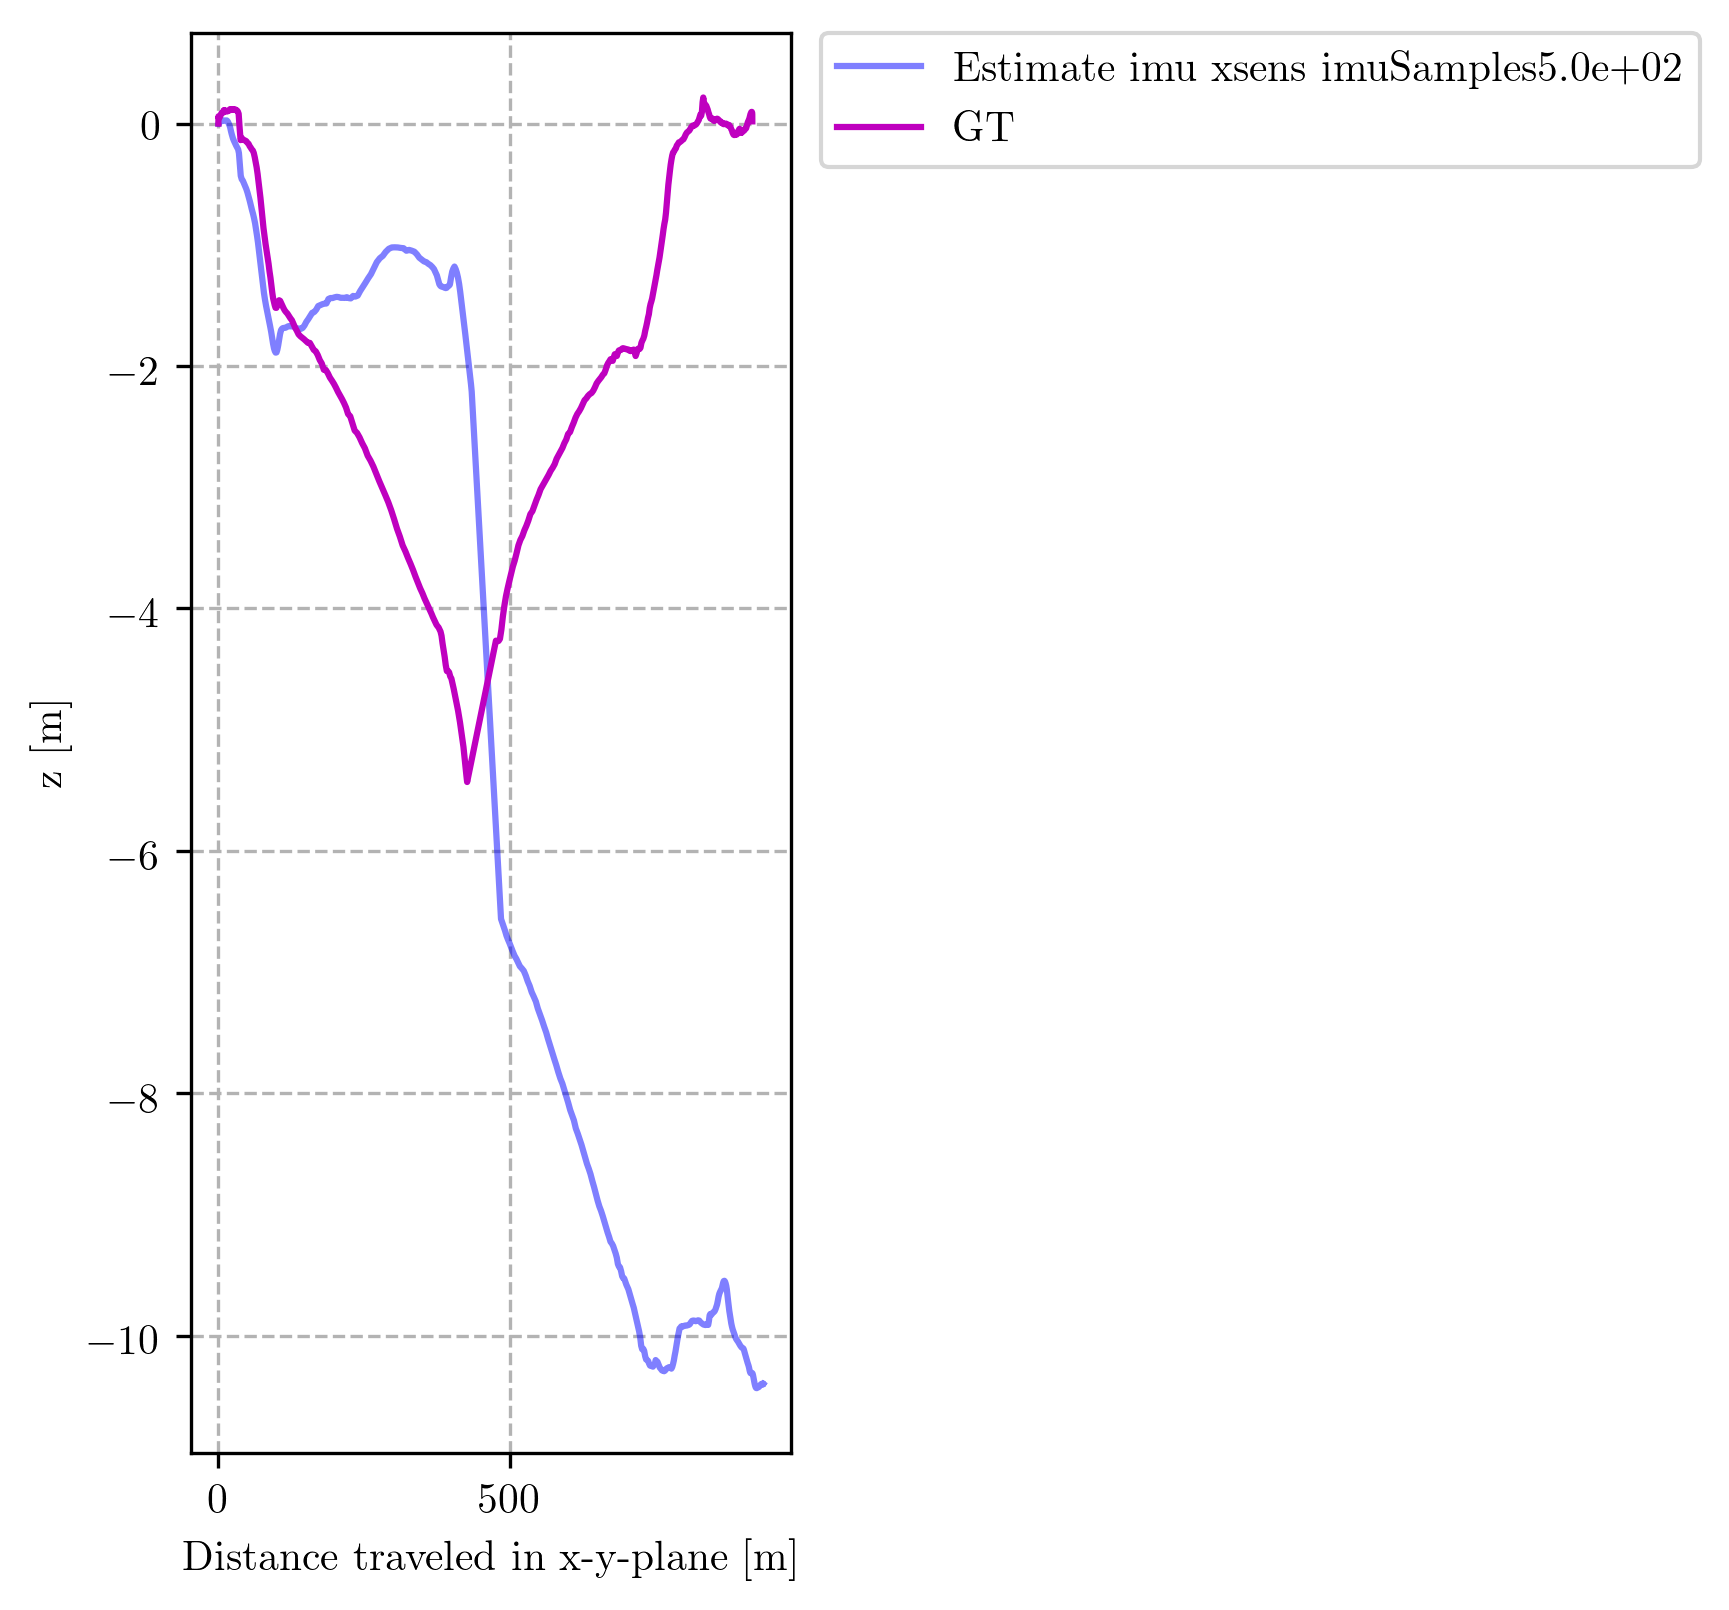 Estimate imu xsens imuSamples5.0e+02
GT
0
−2
−4
−6
−8
−10
z [m]
0 500
Distance traveled in x-y-plane [m]